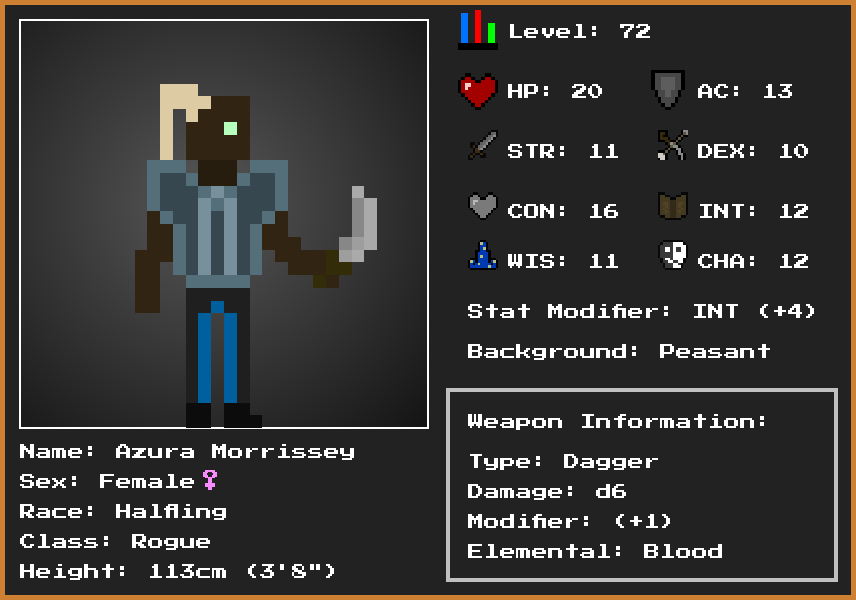 Level: 72
HP: 20 AC: 13
STR: 11 DEX: 10
CON: 16 INT: 12
WIS: 11 CHA: 12
Stat Modifier: INT (+4)
Background: Peasant
Weapon Information:
Type: Dagger
Damage: d6
Modifier: (+1)
Elemental: Blood
Name: Azura Morrissey
Sex: Female♀
Race: Halfling
Class: Rogue
Height: 113cm (3'8")